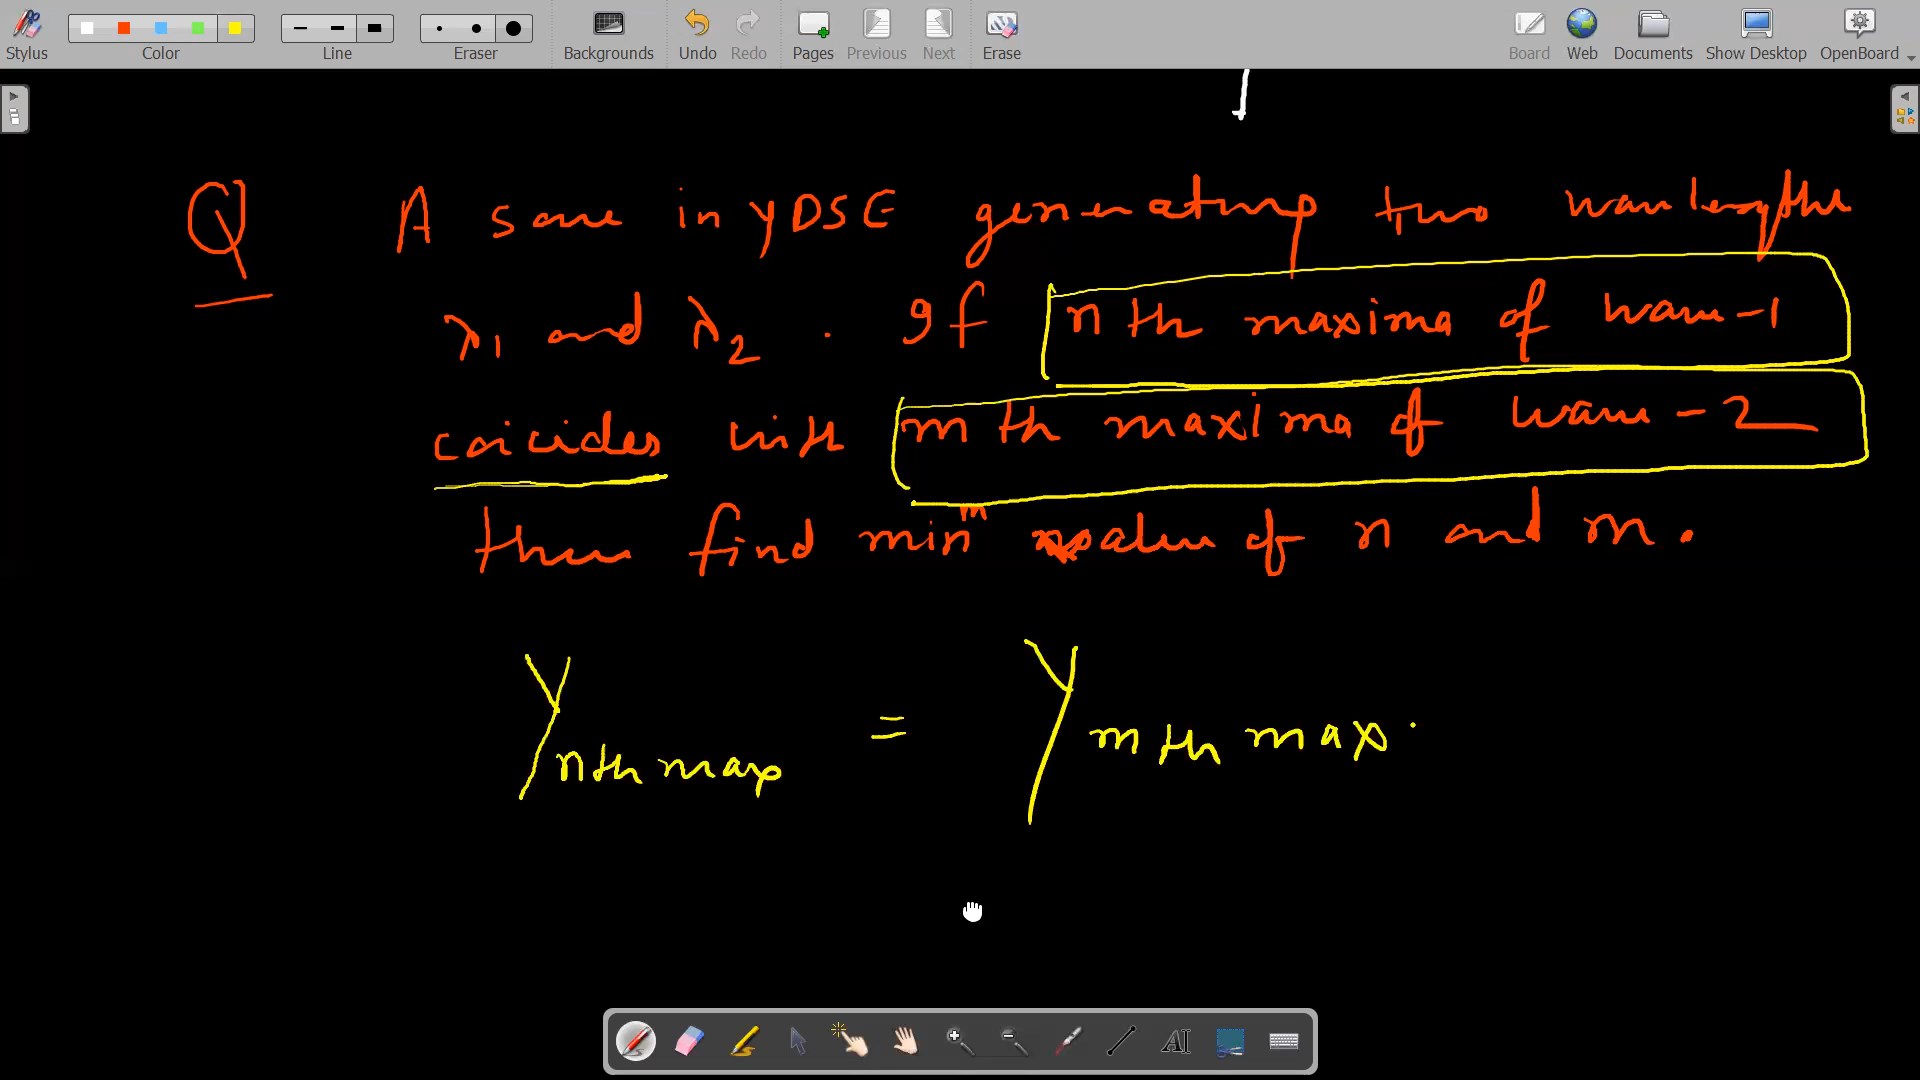 Stylus Color Line Eraser Backgrounds Undo Redo Pages Previous Next Erase Board Web Documents Show Desktop OpenBoard
Q A source in YDSE generating two wavelengths
λ1 and λ2 . If nth maxima of wave-1
coicides with mth maxima of wave-2
then find minm value of n and m.
Y nth max = Y mth max.